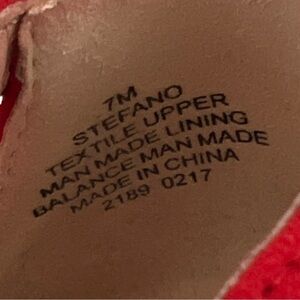 7M
STEFANO
TEXTILE UPPER
MAN MADE LINING
BALANCE MAN MADE
MADE IN CHINA
2189 0217